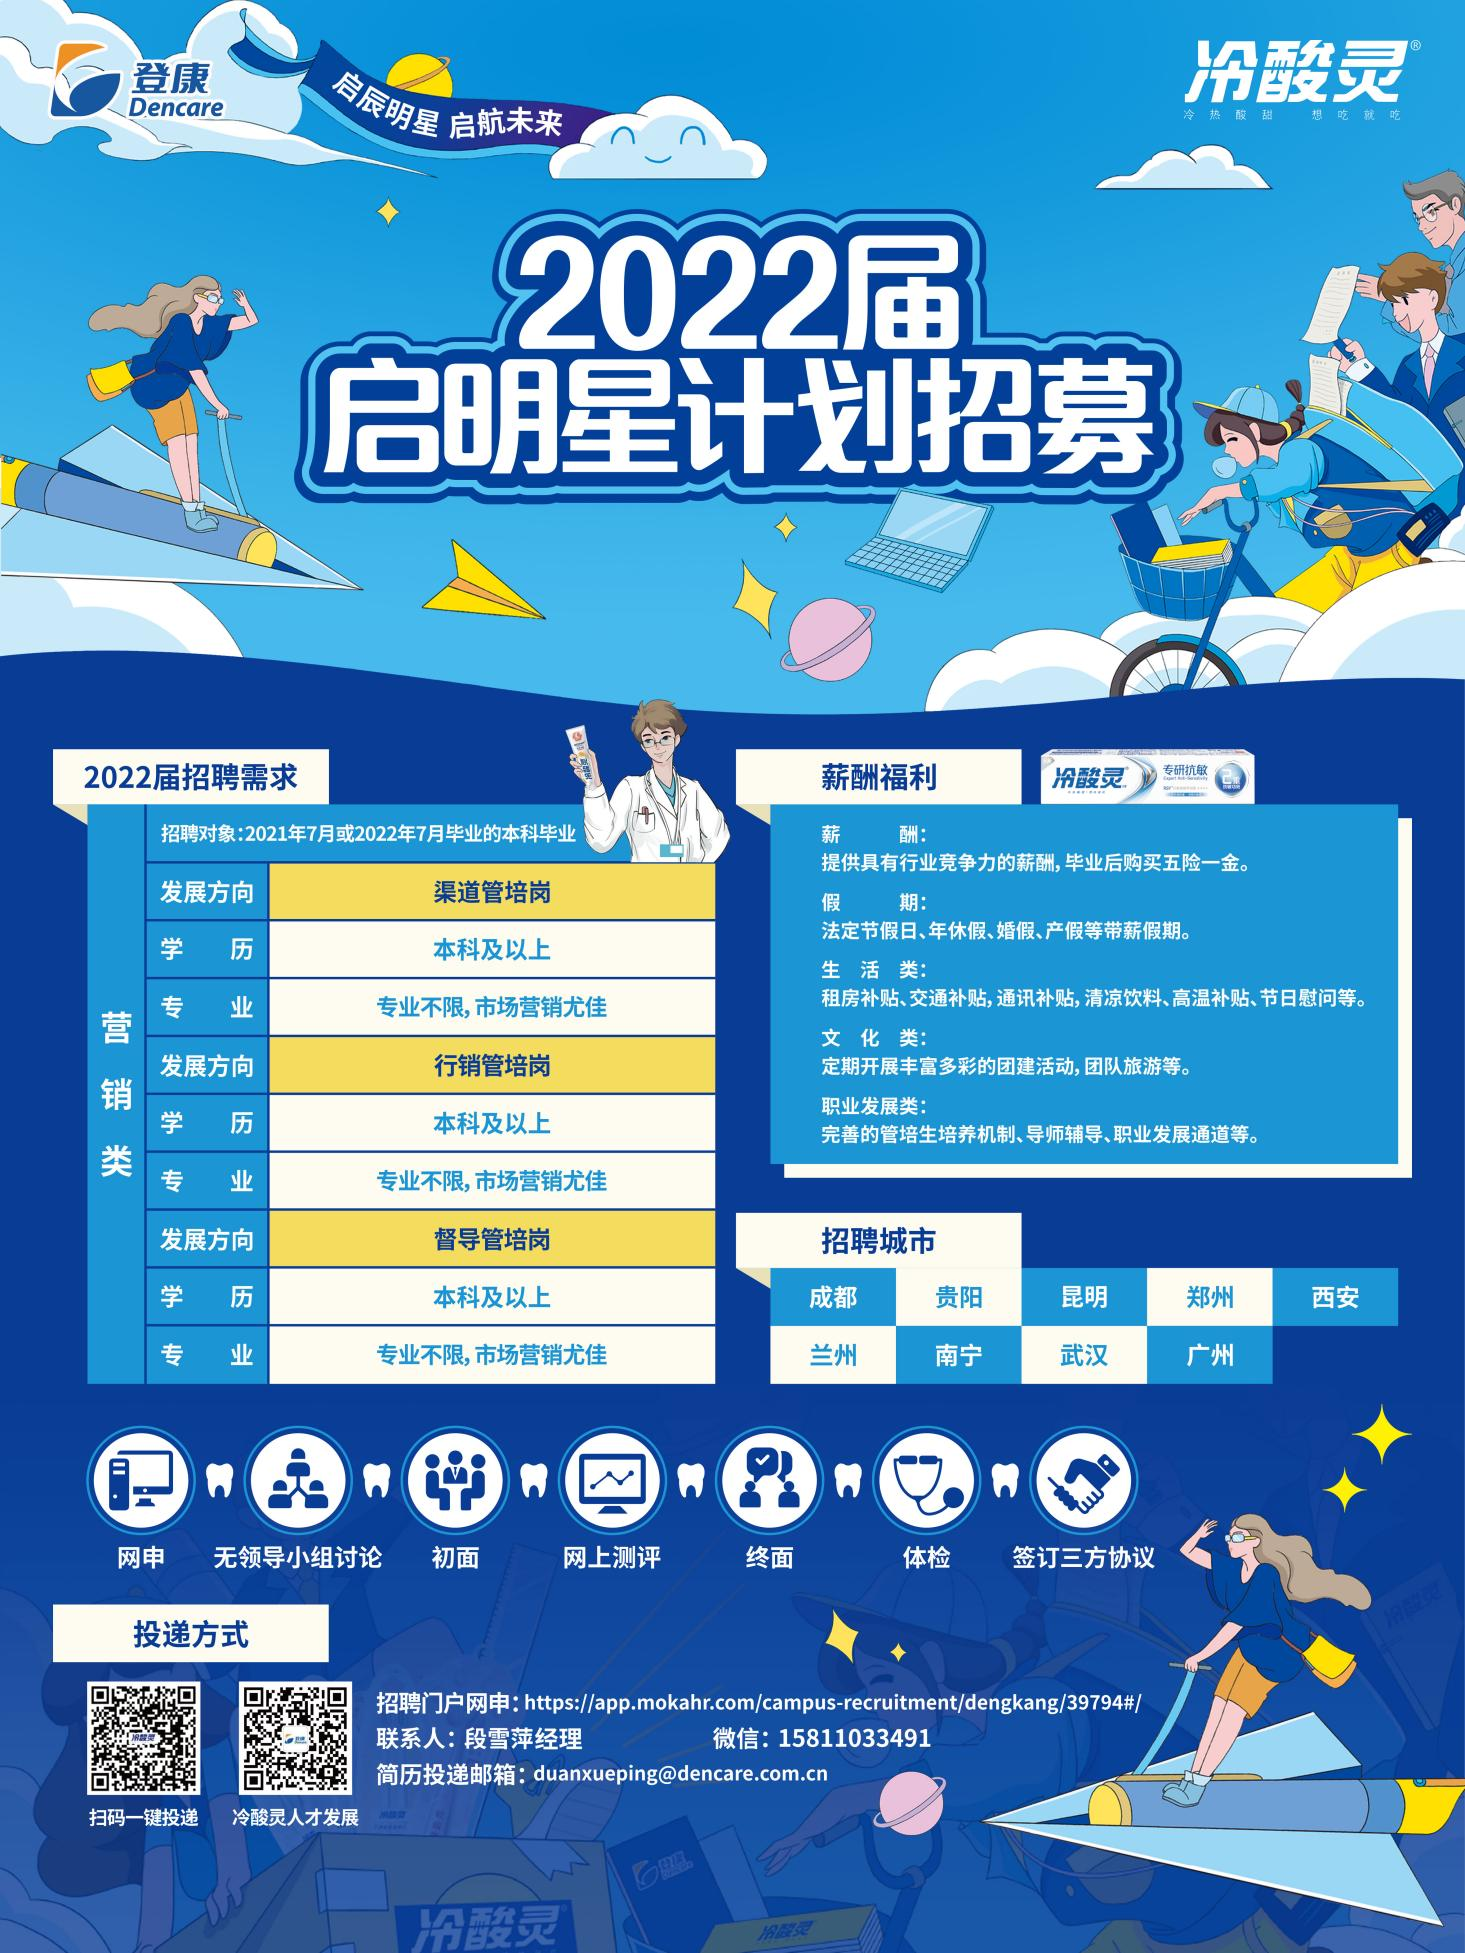 登康
Dencare
启辰明星 启航未来
冷酸灵®
冷热酸甜 想吃就吃
2022届
启明星计划招募
2022届招聘需求
招聘对象：2021年7月或2022年7月毕业的本科毕业
营销类
发展方向 渠道管培岗
学历 本科及以上
专业 专业不限，市场营销尤佳
发展方向 行销管培岗
学历 本科及以上
专业 专业不限，市场营销尤佳
发展方向 督导管培岗
学历 本科及以上
专业 专业不限，市场营销尤佳
薪酬福利
冷酸灵
专研抗敏
薪酬：
提供具有行业竞争力的薪酬，毕业后购买五险一金。
假期：
法定节假日、年休假、婚假、产假等带薪假期。
生活类：
租房补贴、交通补贴，通讯补贴，清凉饮料、高温补贴、节日慰问等。
文化类：
定期开展丰富多彩的团建活动，团队旅游等。
职业发展类：
完善的管培生培养机制、导师辅导、职业发展通道等。
招聘城市
成都 贵阳 昆明 郑州 西安
兰州 南宁 武汉 广州
网申 无领导小组讨论 初面 网上测评 终面 体检 签订三方协议
投递方式
扫码一键投递
冷酸灵人才发展
招聘门户网申：https://app.mokahr.com/campus-recruitment/dengkang/39794#/
联系人：段雪萍经理 微信：15811033491
简历投递邮箱：duanxueping@dencare.com.cn
冷酸灵